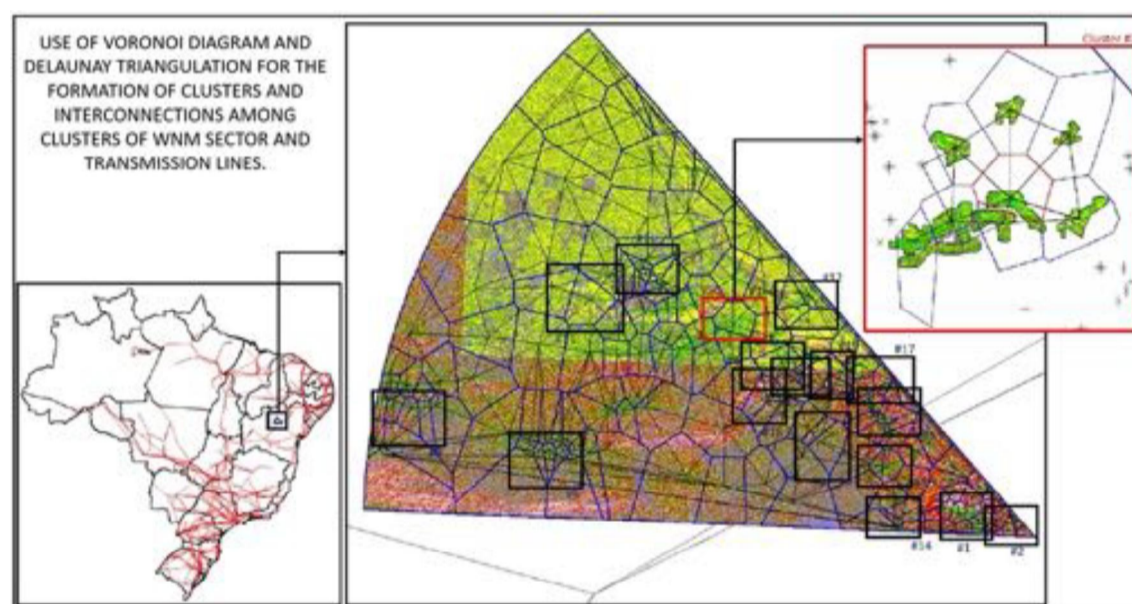 USE OF VORONOI DIAGRAM AND
DELAUNAY TRIANGULATION FOR THE
FORMATION OF CLUSTERS AND
INTERCONNECTIONS AMONG
CLUSTERS OF WNM SECTOR AND
TRANSMISSION LINES.
Cluster
#17
#14
#1
#2